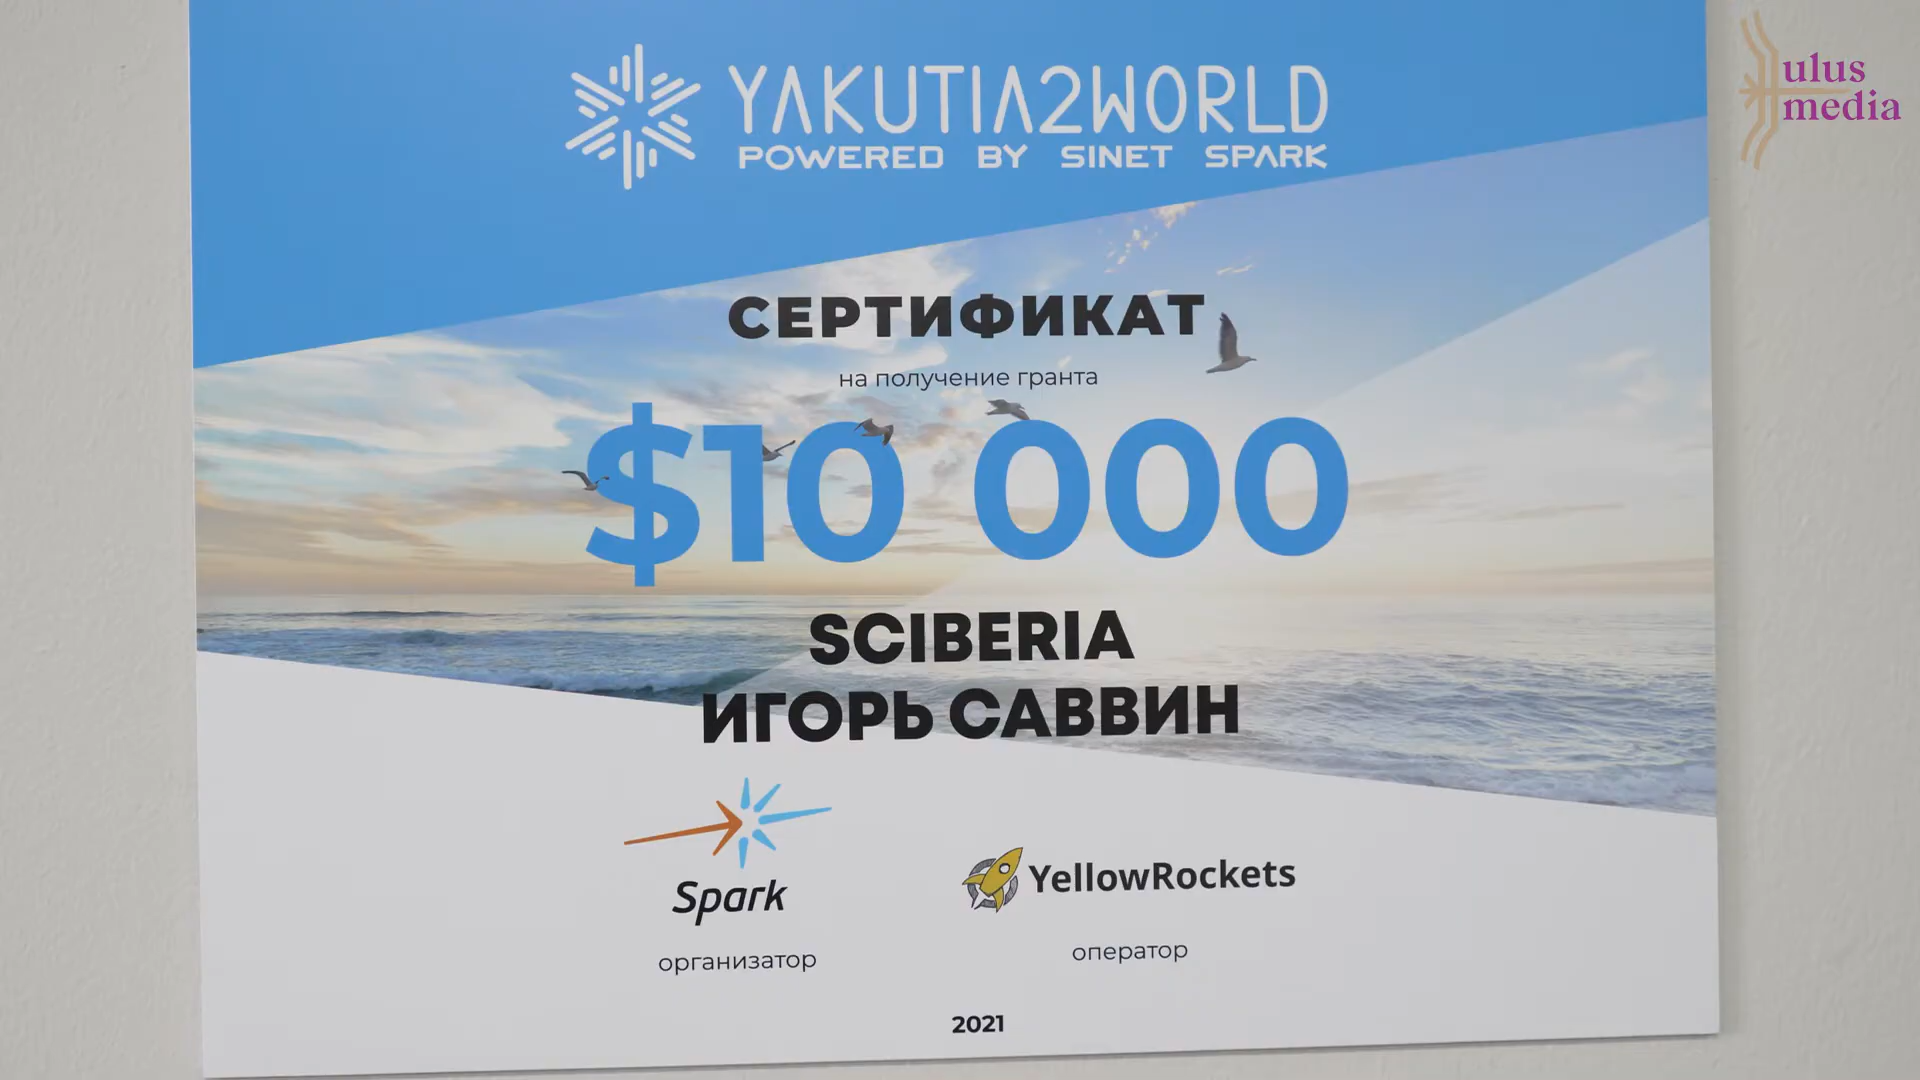 YAKUTIA2WORLD
POWERED BY SINET SPARK
ulus
media
СЕРТИФИКАТ
на получение гранта
$10 000
SCIBERIA
ИГОРЬ САВВИН
Spark
YellowRockets
организатор
оператор
2021